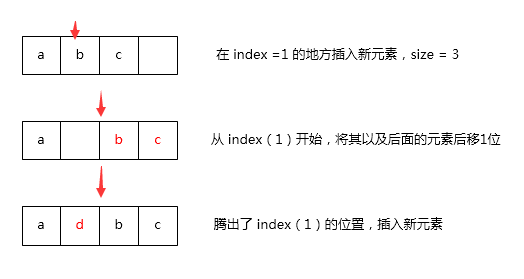 a b c 在 index =1 的地方插入新元素，size = 3
a b c 从 index（1）开始，将其以及后面的元素后移1位
a d b c 腾出了 index（1）的位置，插入新元素